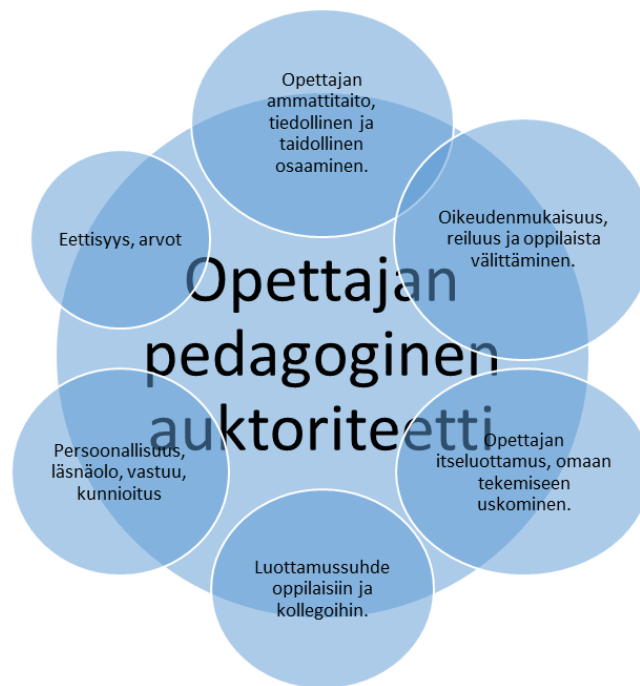 Opettajan
ammattitaito,
tiedollinen ja
taidollinen
osaaminen.
Oikeudenmukaisuus,
reiluus ja oppilaista
välittäminen.
Eettisyys, arvot
Opettajan
pedagoginen
auktoriteetti
Opettajan
itseluottamus, omaan
tekemiseen
uskominen.
Persoonallisuus,
läsnäolo, vastuu,
kunnioitus
Luottamussuhde
oppilaisiin ja
kollegoihin.